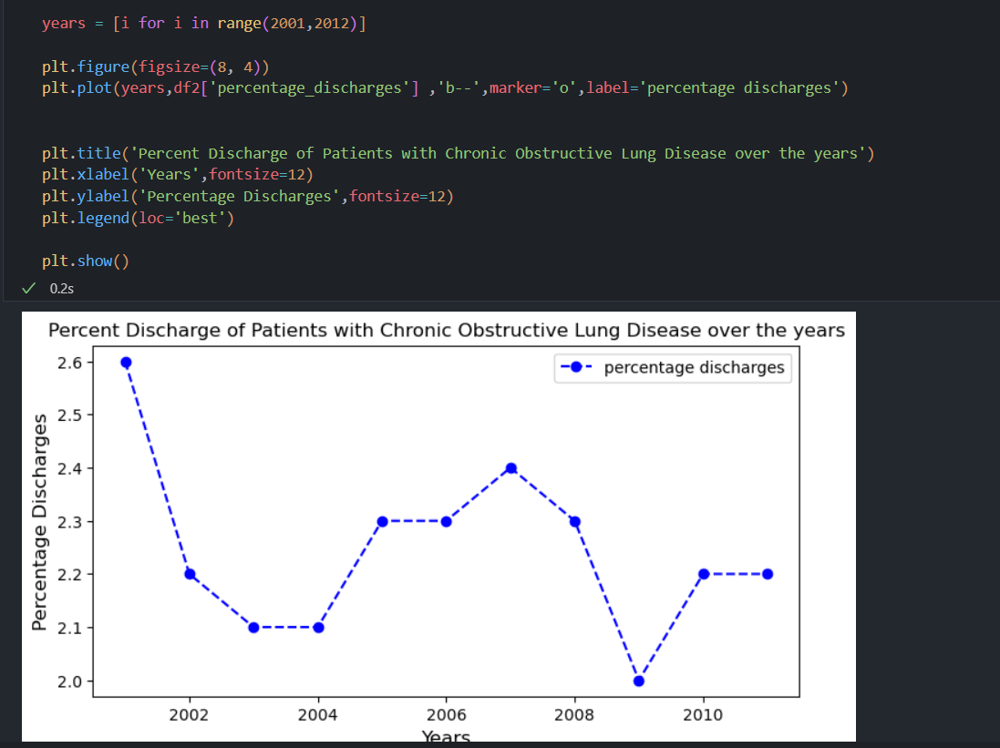 years = [i for i in range(2001,2012)]
plt.figure(figsize=(8, 4))
plt.plot(years,df2['percentage_discharges'] ,'b--',marker='o',label='percentage discharges')
plt.title('Percent Discharge of Patients with Chronic Obstructive Lung Disease over the years')
plt.xlabel('Years',fontsize=12)
plt.ylabel('Percentage Discharges',fontsize=12)
plt.legend(loc='best')
plt.show()
0.2s
Percent Discharge of Patients with Chronic Obstructive Lung Disease over the years
percentage discharges
Percentage Discharges
2.6
2.5
2.4
2.3
2.2
2.1
2.0
2002 2004 2006 2008 2010
Years